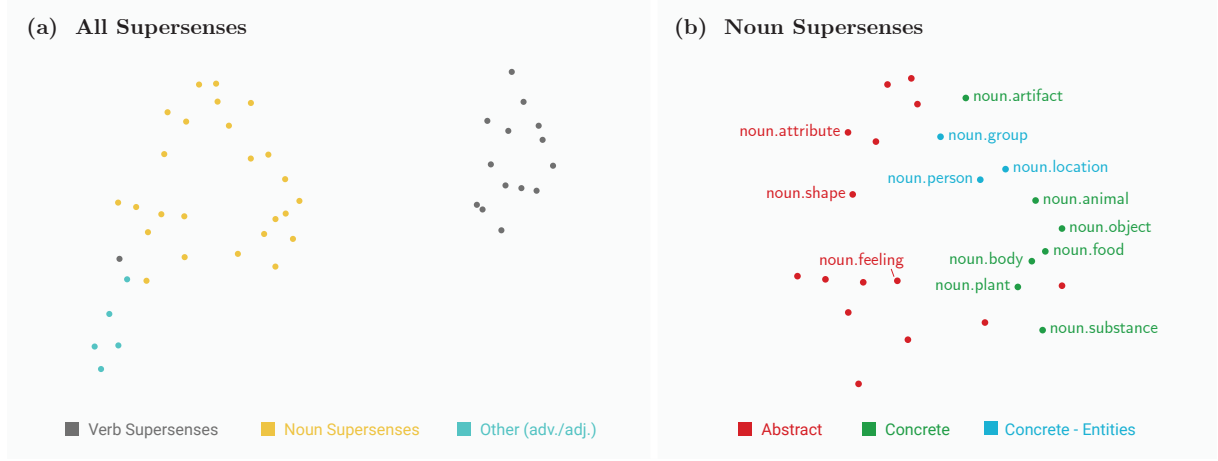 (a) All Supersenses
Verb Supersenses
Noun Supersenses
Other (adv./adj.)
(b) Noun Supersenses
noun.artifact
noun.attribute
noun.group
noun.location
noun.person
noun.shape
noun.animal
noun.object
noun.food
noun.feeling
noun.body
noun.plant
noun.substance
Abstract
Concrete
Concrete - Entities